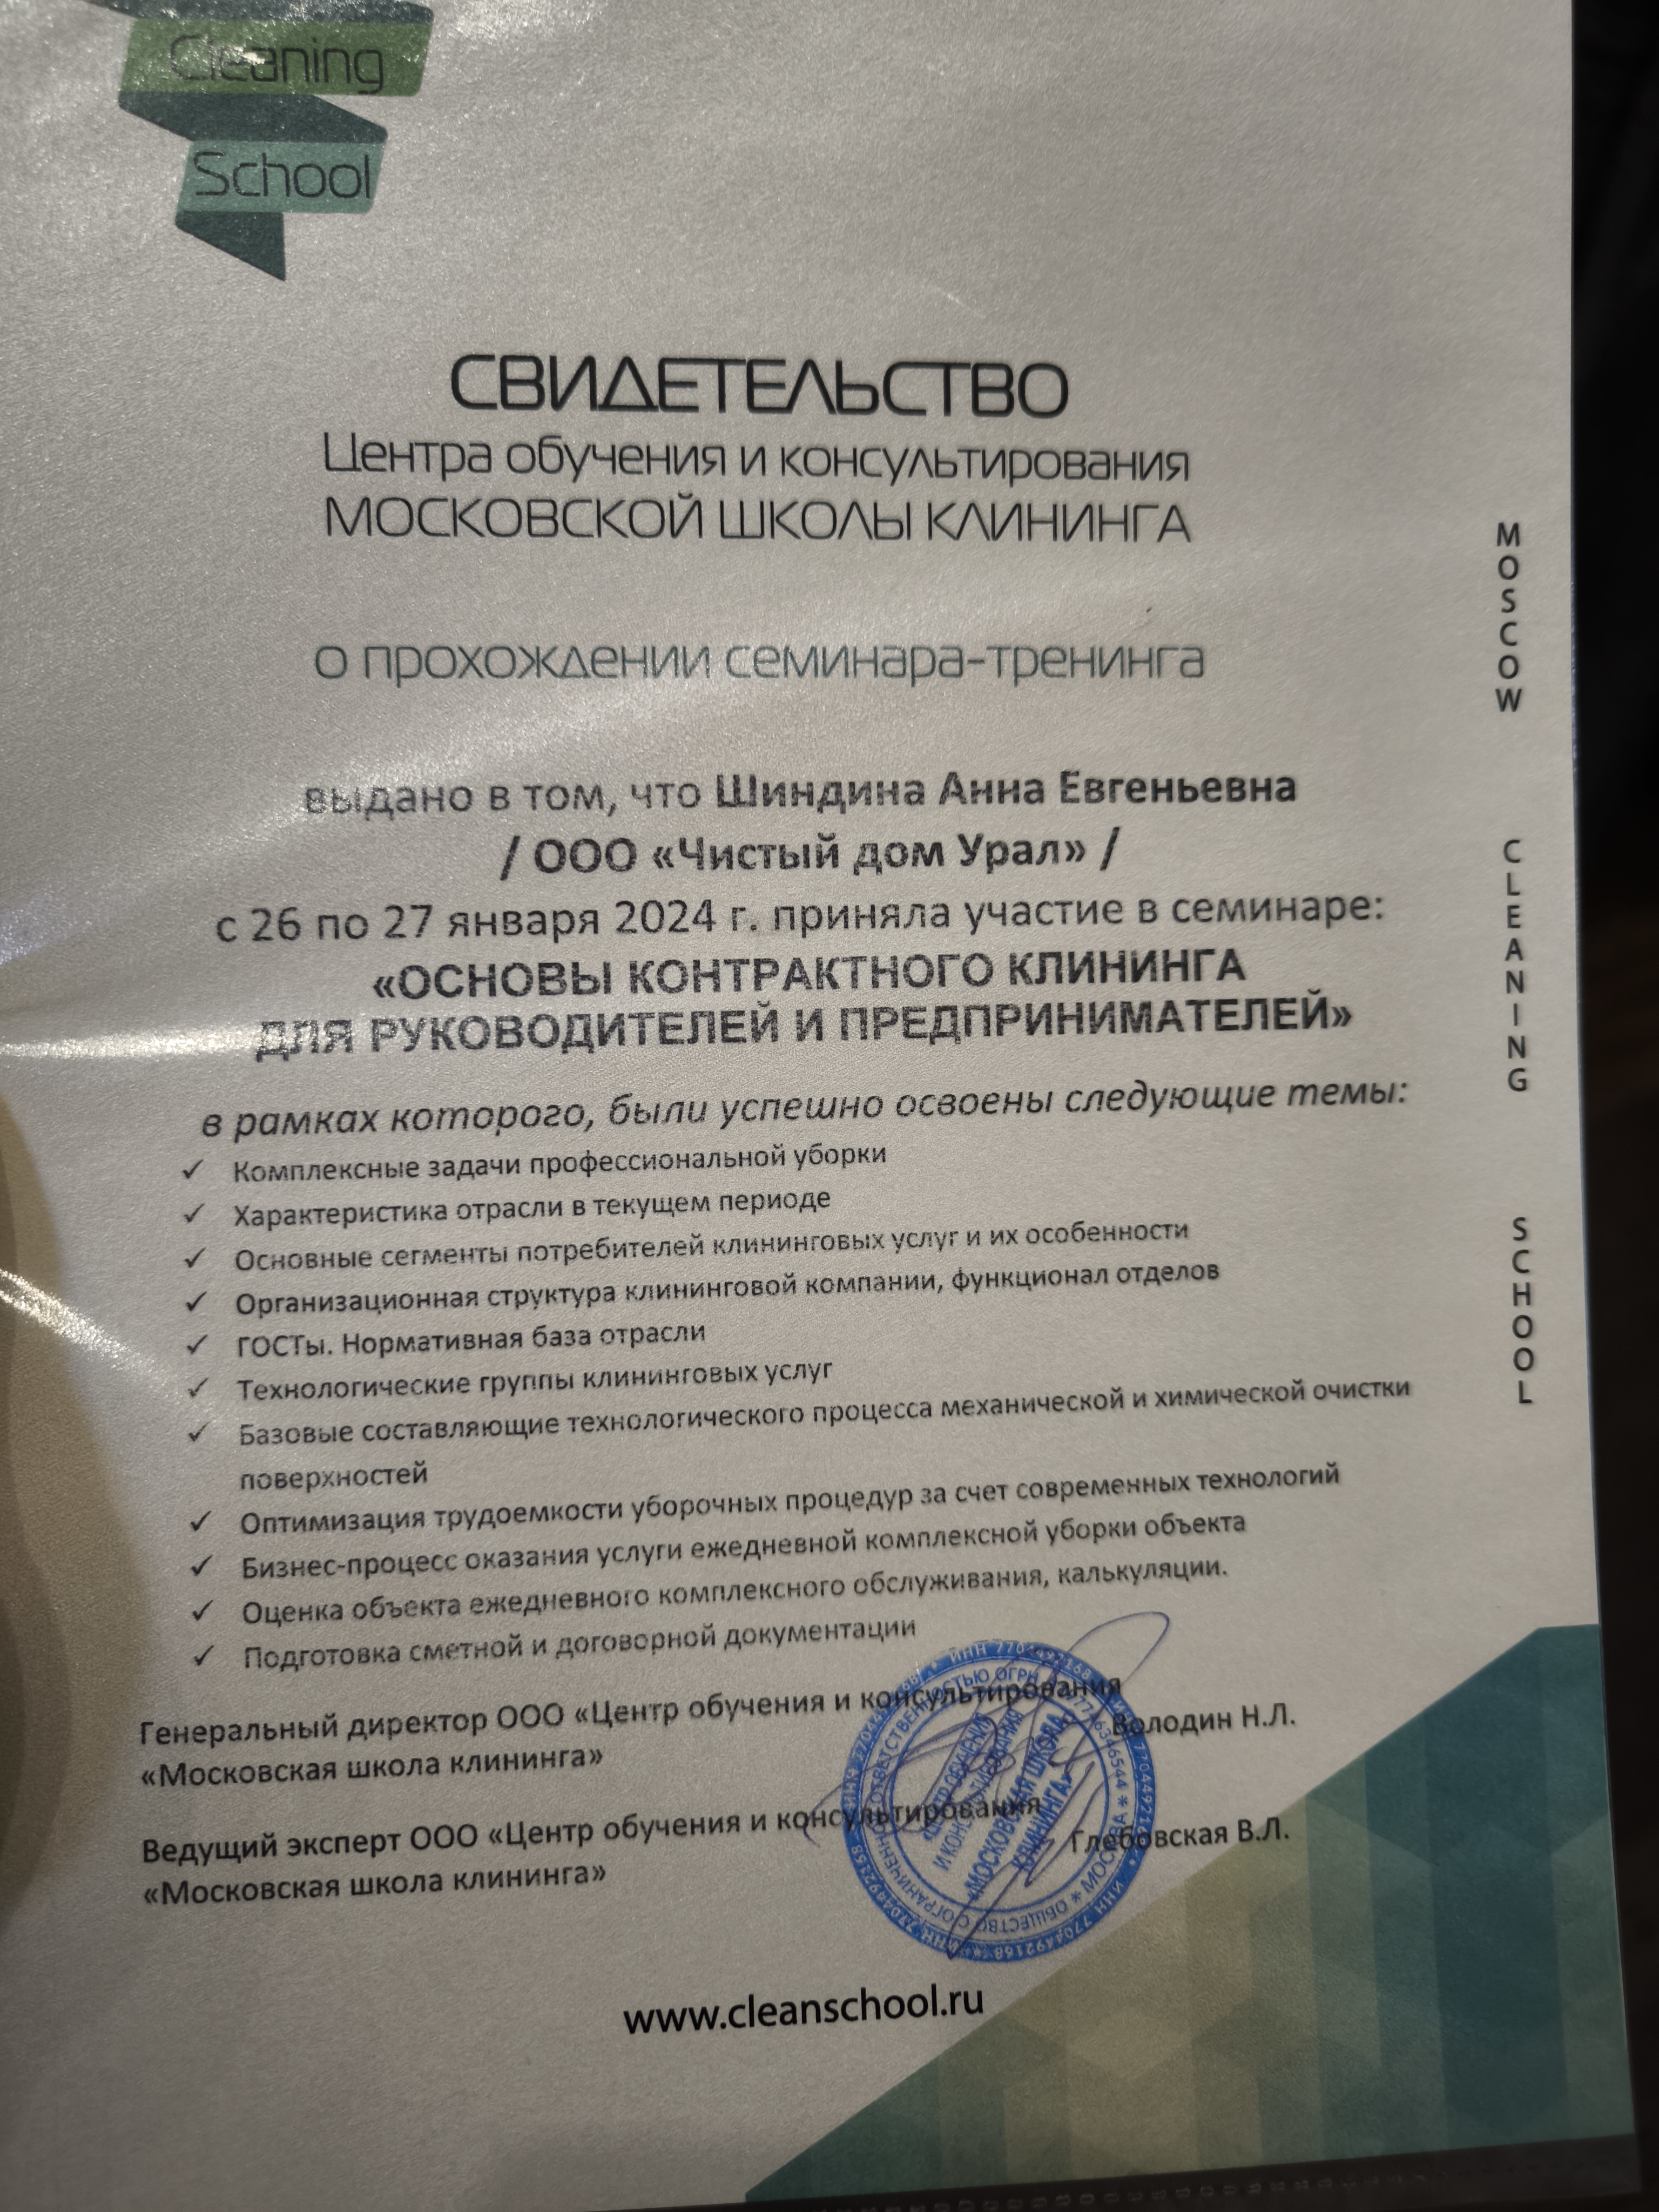 Cleaning
School
СВИДЕТЕЛЬСТВО
Центра обучения и консультирования
МОСКОВСКОЙ ШКОЛЫ КЛИНИНГА
о прохождении семинара-тренинга
выдано в том, что Шиндина Анна Евгеньевна
/ ООО «Чистый дом Урал» /
с 26 по 27 января 2024 г. приняла участие в семинаре:
«ОСНОВЫ КОНТРАКТНОГО КЛИНИНГА
ДЛЯ РУКОВОДИТЕЛЕЙ И ПРЕДПРИНИМАТЕЛЕЙ»
в рамках которого, были успешно освоены следующие темы:
✓ Комплексные задачи профессиональной уборки
✓ Характеристика отрасли в текущем периоде
✓ Основные сегменты потребителей клининговых услуг и их особенности
✓ Организационная структура клининговой компании, функционал отделов
✓ ГОСТы. Нормативная база отрасли
✓ Технологические группы клининговых услуг
✓ Базовые составляющие технологического процесса механической и химической очистки
поверхностей
✓ Оптимизация трудоемкости уборочных процедур за счет современных технологий
✓ Бизнес-процесс оказания услуги ежедневной комплексной уборки объекта
✓ Оценка объекта ежедневного комплексного обслуживания, калькуляции.
✓ Подготовка сметной и договорной документации
Генеральный директор ООО «Центр обучения и консультирования
«Московская школа клининга»
Володин Н.Л.
Ведущий эксперт ООО «Центр обучения и консультирования
«Московская школа клининга»
Глебовская В.Л.
ИНН 7704492168
ОБЩЕСТВО С ОГРАНИЧЕННОЙ ОТВЕТСТВЕННОСТЬЮ ОГРН
* МОСКВА *
«ЦЕНТР ОБУЧЕНИЯ
И КОНСУЛЬТИРОВАНИЯ
«МОСКОВСКАЯ ШКОЛА
КЛИНИНГА»
www.cleanschool.ru
MOSCOW
CLEANING
SCHOOL